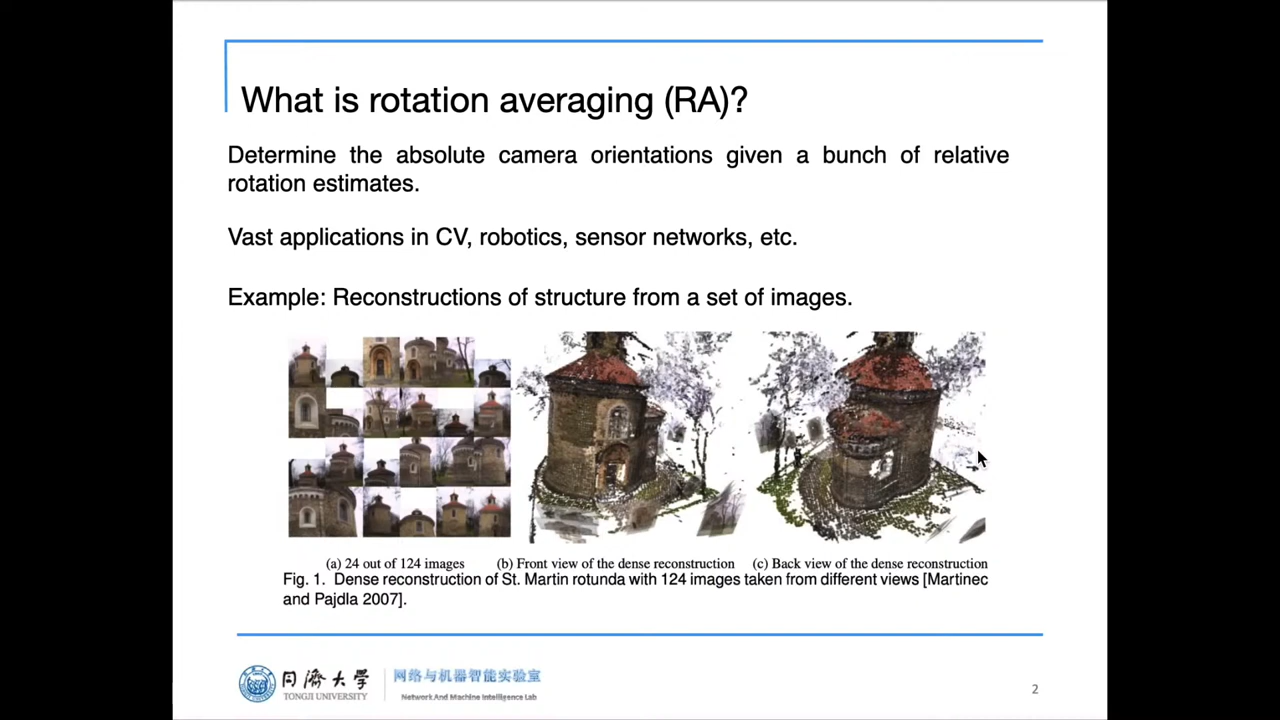 What is rotation averaging (RA)?
Determine the absolute camera orientations given a bunch of relative
rotation estimates.
Vast applications in CV, robotics, sensor networks, etc.
Example: Reconstructions of structure from a set of images.
(a) 24 out of 124 images (b) Front view of the dense reconstruction (c) Back view of the dense reconstruction
Fig. 1. Dense reconstruction of St. Martin rotunda with 124 images taken from different views [Martinec
and Pajdla 2007].
同濟大学
TONGJI UNIVERSITY
网络与机器智能实验室
Network And Machine Intelligence Lab
2